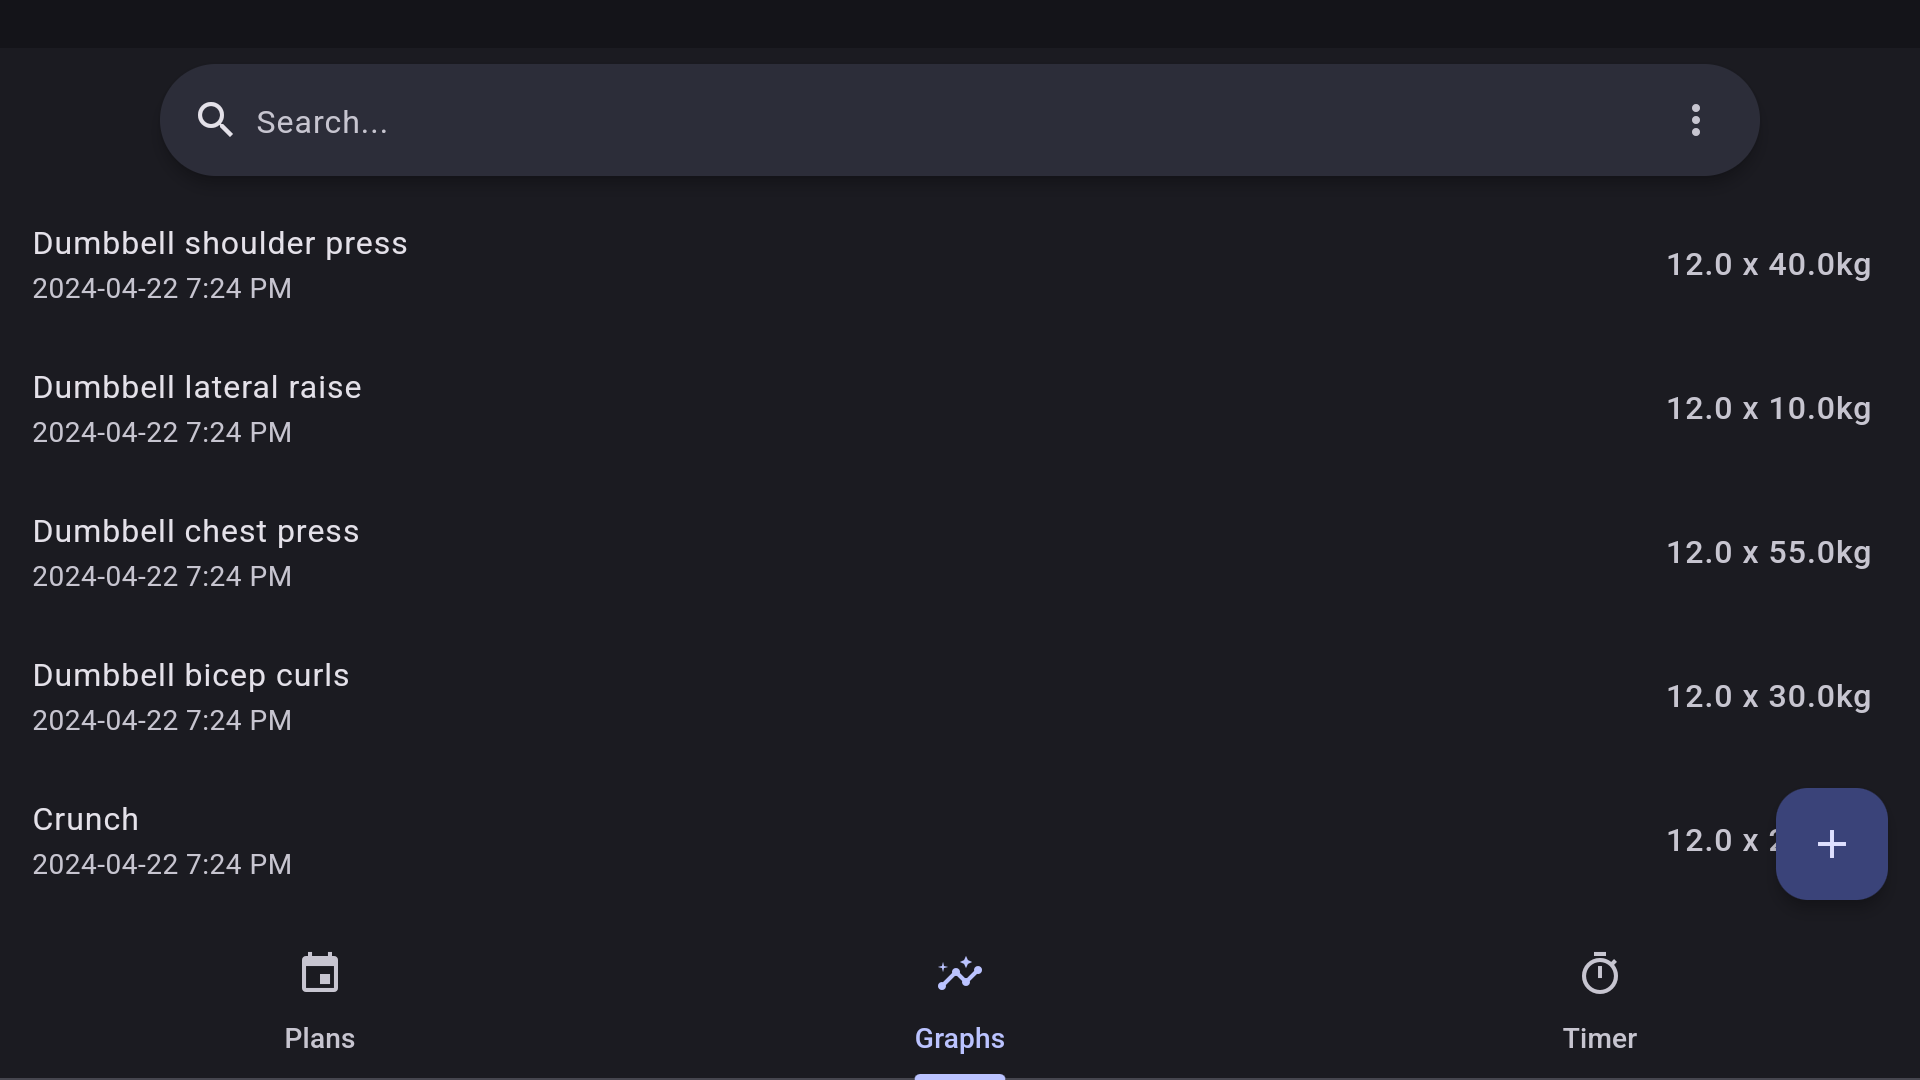 Search...
Dumbbell shoulder press
2024-04-22 7:24 PM
12.0 x 40.0kg
Dumbbell lateral raise
2024-04-22 7:24 PM
12.0 x 10.0kg
Dumbbell chest press
2024-04-22 7:24 PM
12.0 x 55.0kg
Dumbbell bicep curls
2024-04-22 7:24 PM
12.0 x 30.0kg
Crunch
2024-04-22 7:24 PM
12.0 x
Plans
Graphs
Timer